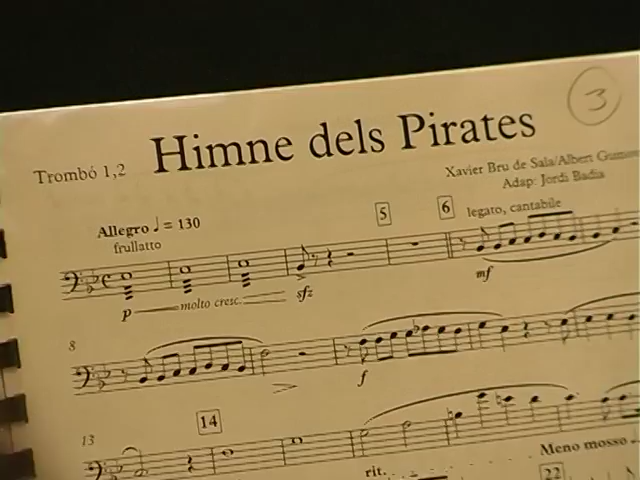 3
Himne dels Pirates
Trombó 1,2
Xavier Bru de Sala/Albert
Adap: Jordi Badia
Allegro ♩ = 130
frullatto
5
6
legato, cantabile
p
molto cresc.
sfz
mf
8
f
13
14
rit.
Meno mosso
22